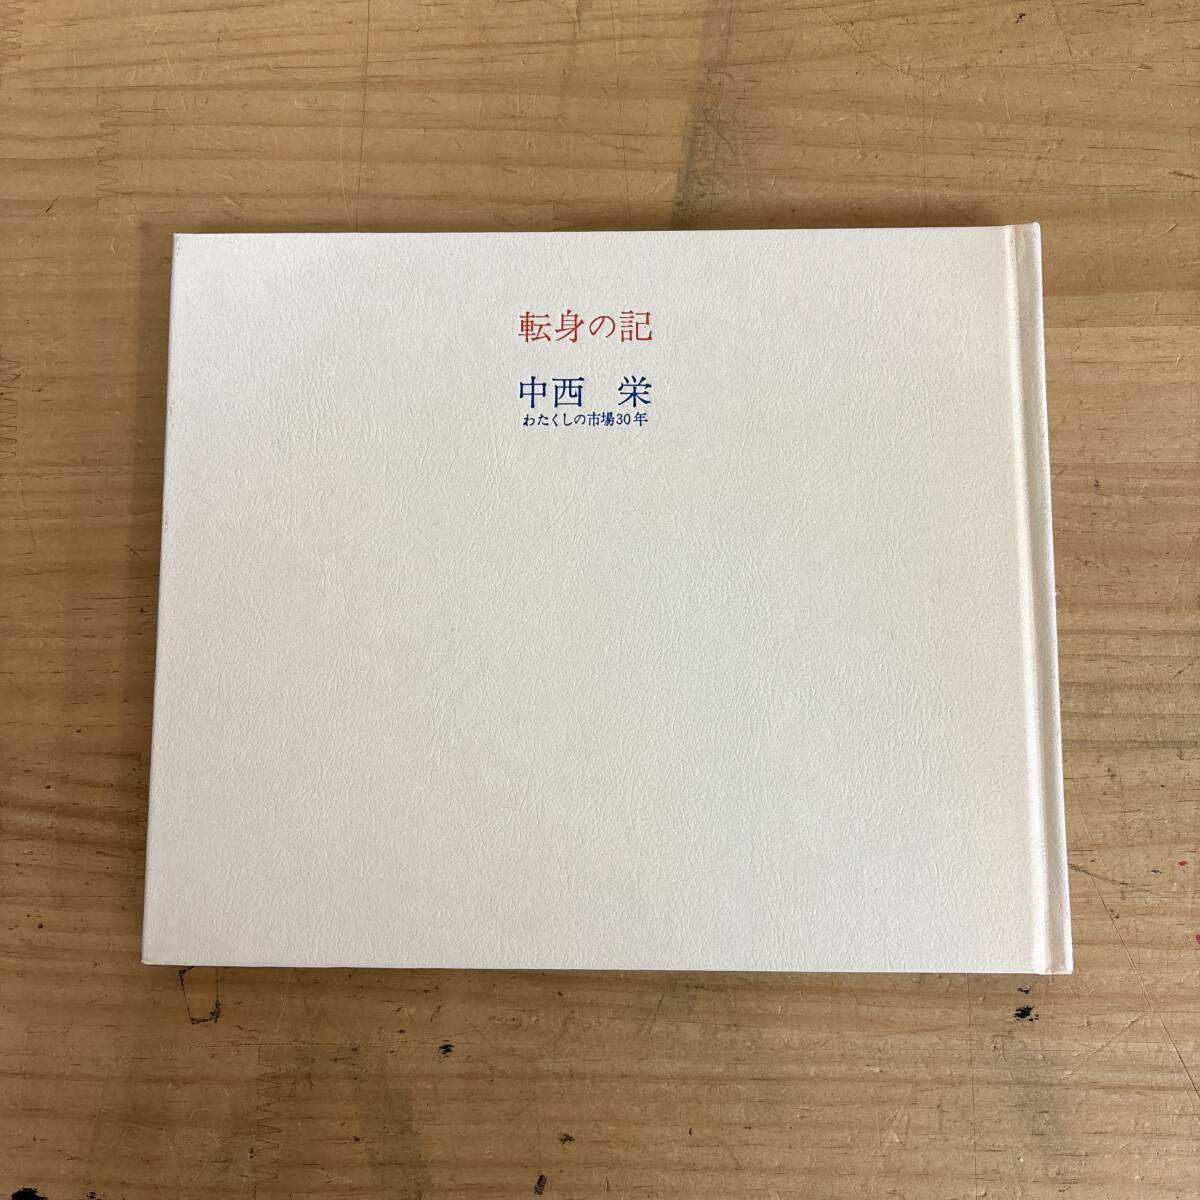 転身の記
中西 栄
わたくしの市場30年